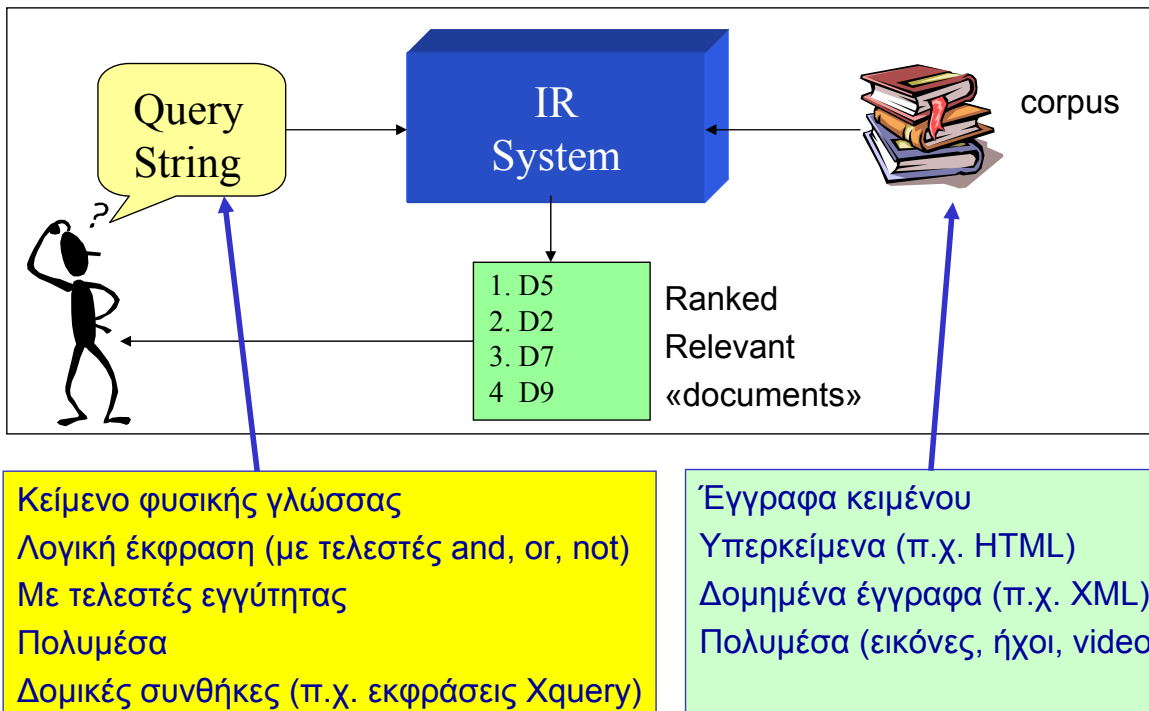 Query
String
IR
System
corpus
?
1. D5
2. D2
3. D7
4 D9
Ranked
Relevant
«documents»
Κείμενο φυσικής γλώσσας
Λογική έκφραση (με τελεστές and, or, not)
Με τελεστές εγγύτητας
Πολυμέσα
Δομικές συνθήκες (π.χ. εκφράσεις Xquery)
Έγγραφα κειμένου
Υπερκείμενα (π.χ. HTML)
Δομημένα έγγραφα (π.χ. XML)
Πολυμέσα (εικόνες, ήχοι, video